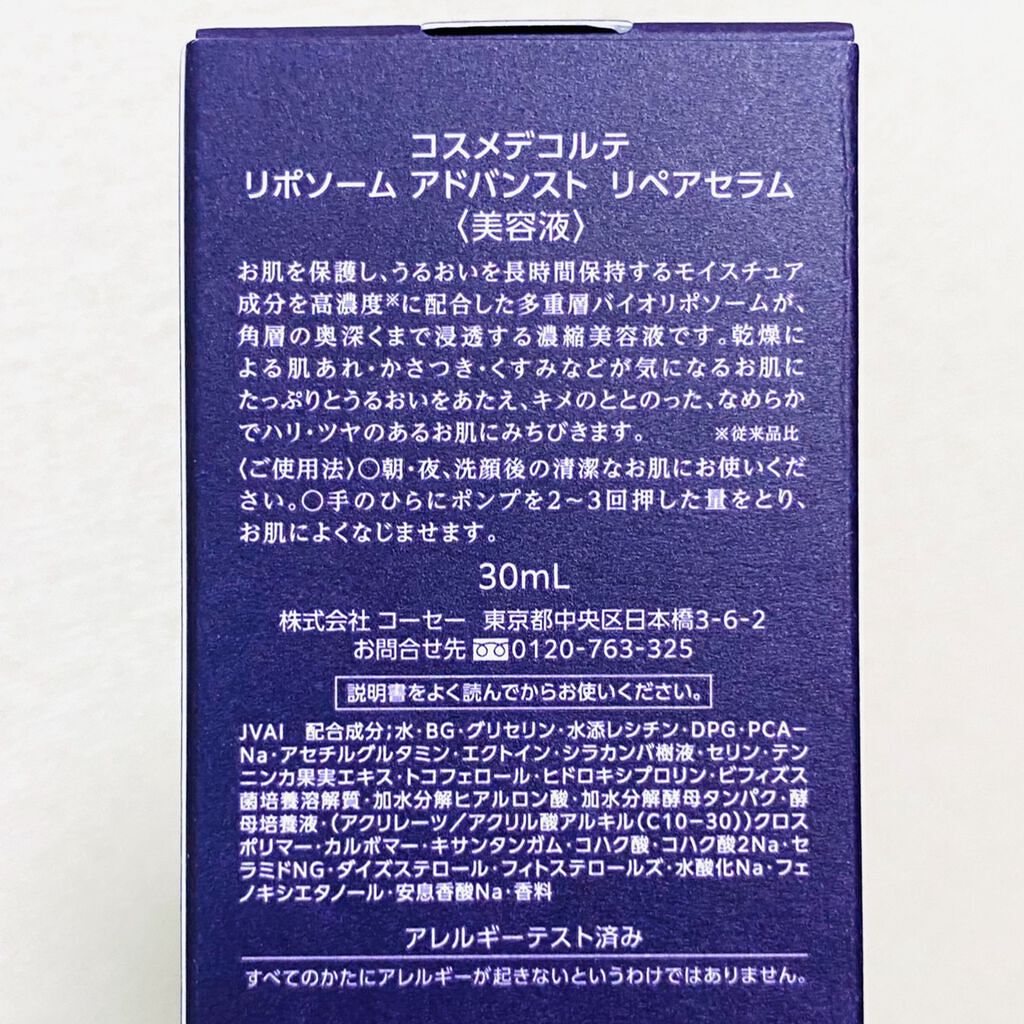 コスメデコルテ
リポソーム アドバンスト リペアセラム
〈美容液〉
お肌を保護し、うるおいを長時間保持するモイスチュア
成分を高濃度※に配合した多重層バイオリポソームが、
角層の奥深くまで浸透する濃縮美容液です。乾燥に
よる肌あれ・かさつき・くすみなどが気になるお肌に
たっぷりとうるおいをあたえ、キメのととのった、なめらか
でハリ・ツヤのあるお肌にみちびきます。 ※従来品比
〈ご使用法〉○朝・夜、洗顔後の清潔なお肌にお使いくだ
さい。○手のひらにポンプを2〜3回押した量をとり、
お肌によくなじませます。
30mL
株式会社 コーセー 東京都中央区日本橋3-6-2
お問合せ先 0120-763-325
説明書をよく読んでからお使いください。
JVAI 配合成分;水・BG・グリセリン・水添レシチン・DPG・PCA-
Na・アセチルグルタミン・エクトイン・シラカンバ樹液・セリン・テン
ニンカ果実エキス・トコフェロール・ヒドロキシプロリン・ビフィズス
菌培養溶解質・加水分解ヒアルロン酸・加水分解酵母タンパク・酵
母培養液・(アクリレーツ/アクリル酸アルキル(C10-30))クロス
ポリマー・カルボマー・キサンタンガム・コハク酸・コハク酸2Na・セ
ラミドNG・ダイズステロール・フィトステロールズ・水酸化Na・フェ
ノキシエタノール・安息香酸Na・香料
アレルギーテスト済み
すべてのかたにアレルギーが起きないというわけではありません。